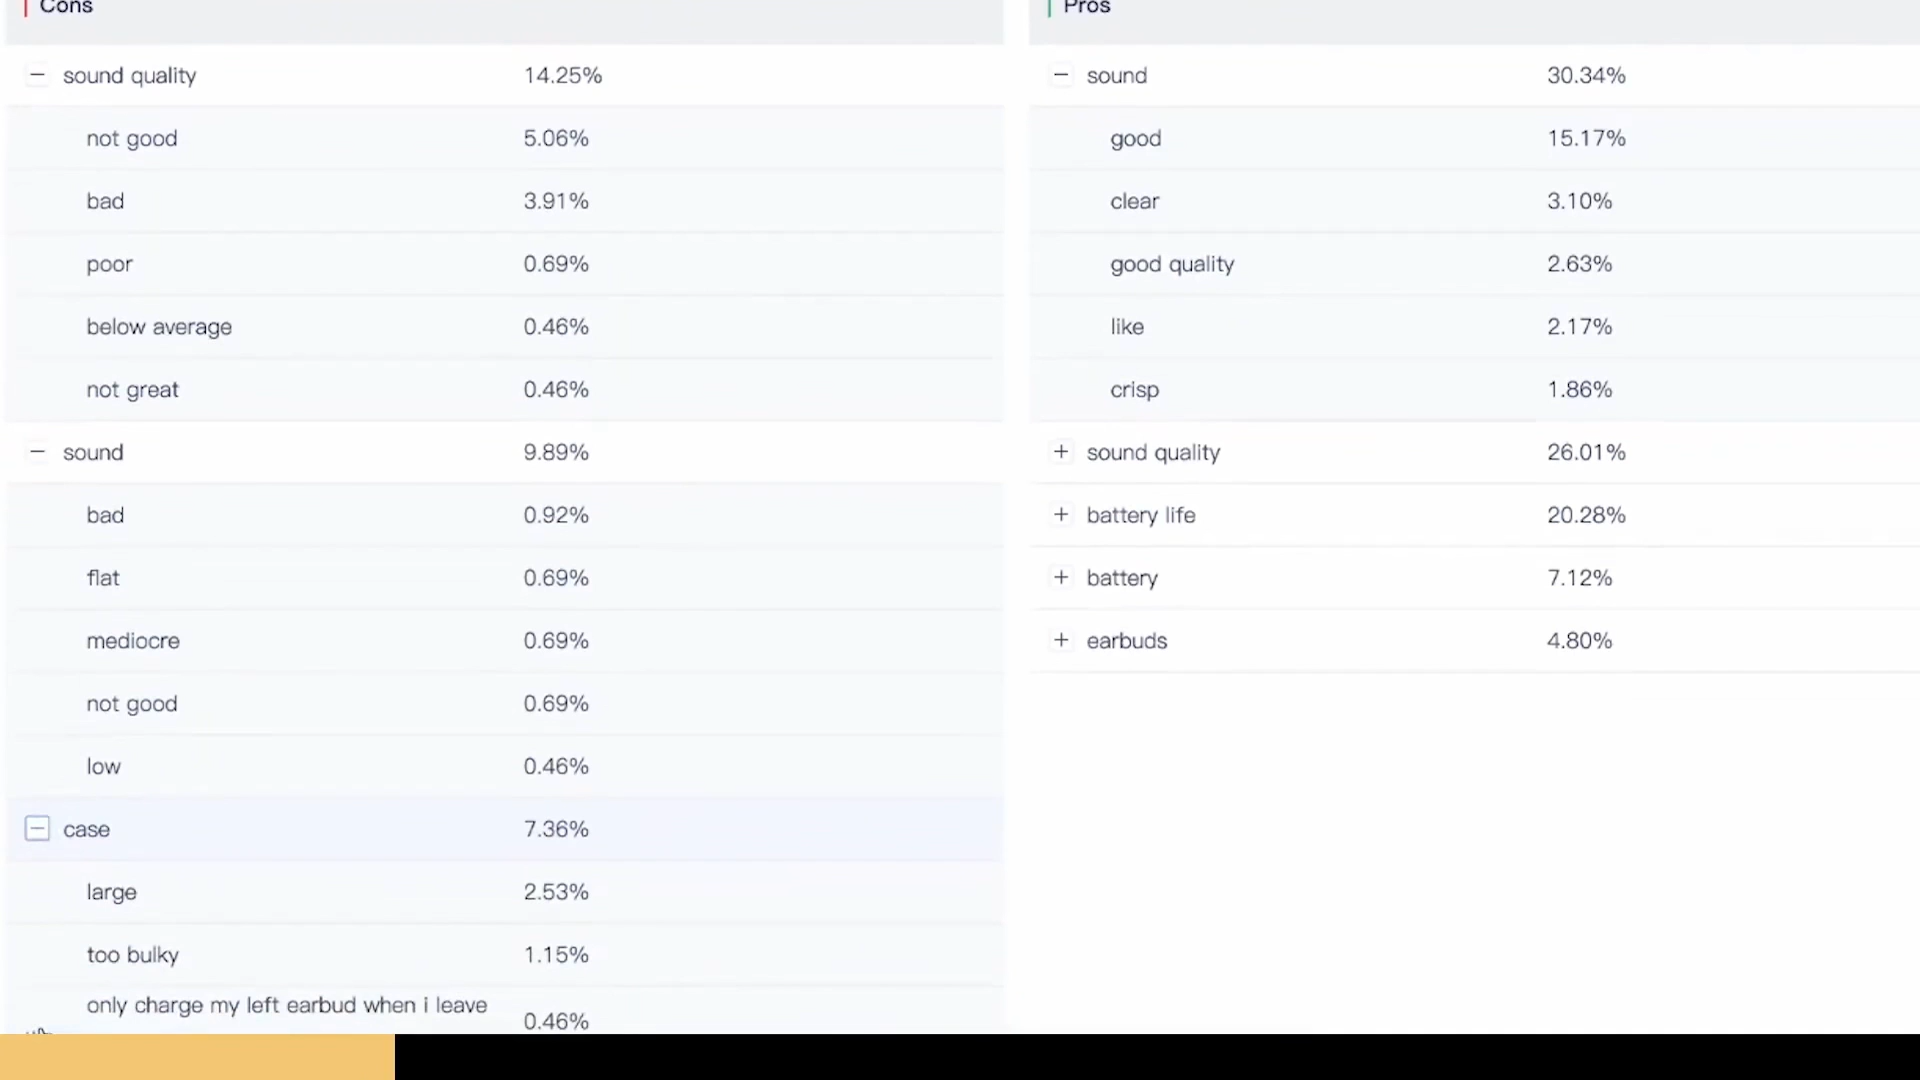 Cons
sound quality 14.25%
not good 5.06%
bad 3.91%
poor 0.69%
below average 0.46%
not great 0.46%
sound 9.89%
bad 0.92%
flat 0.69%
mediocre 0.69%
not good 0.69%
low 0.46%
case 7.36%
large 2.53%
too bulky 1.15%
only charge my left earbud when i leave
0.46%
Pros
sound 30.34%
good 15.17%
clear 3.10%
good quality 2.63%
like 2.17%
crisp 1.86%
sound quality 26.01%
battery life 20.28%
battery 7.12%
earbuds 4.80%